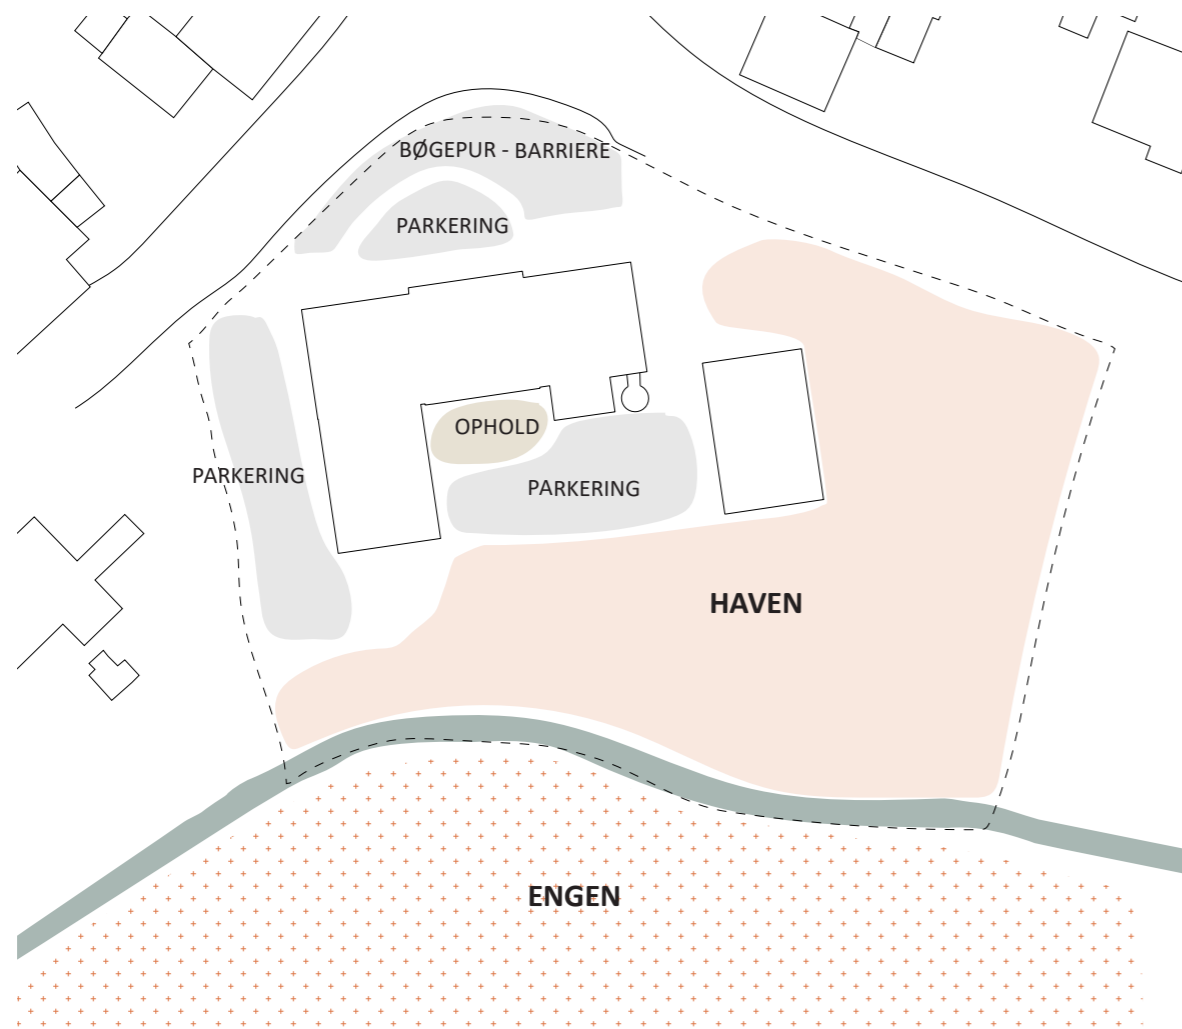 BØGEPUR - BARRIERE
PARKERING
OPHOLD
PARKERING
PARKERING
HAVEN
ENGEN